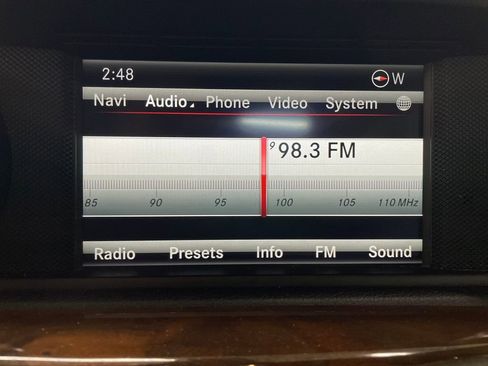 2:48 W
Navi Audio Phone Video System
9 98.3 FM
85 90 95 100 105 110 MHz
Radio Presets Info FM Sound